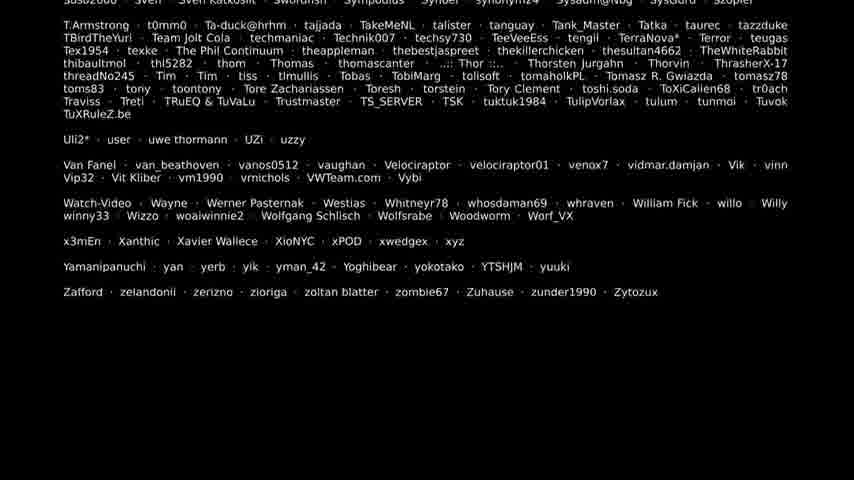 T.Armstrong · t0mm0 · Ta-duck@hrhm · tajjada · TakeMeNL · talister · tanguay · Tank_Master · Tatka · taurec · tazzduke
TBirdTheYuri · Team Jolt Cola · techmaniac · Technik007 · techsy730 · TeeVeeEss · tengil · TerraNova* · Terror · teugas
Tex1954 · texke · The Phil Continuum · theappleman · thebestjaspreet · thekillerchicken · thesultan4662 · TheWhiteRabbit
thibaultmol · thl5282 · thom · Thomas · thomascanter · ..:: Thor ::.. · Thorsten Jurgahn · Thorvin · ThrasherX-17
threadNo245 · Tim · Tim · tiss · tlmullis · Tobas · TobiMarg · tolisoft · tomaholkPL · Tomasz R. Gwiazda · tomasz78
toms83 · tony · toontony · Tore Zachariassen · Toresh · torstein · Tory Clement · toshi.soda · ToXiCalien68 · tr0ach
Traviss · Treti · TRuEQ & TuVaLu · Trustmaster · TS_SERVER · TSK · tuktuk1984 · TulipVorlax · tulum · tunmoi · Tuvok
TuXRuleZ.be
Uli2* · user · uwe thormann · UZi · uzzy
Van Fanel · van_beathoven · vanos0512 · vaughan · Velociraptor · velociraptor01 · venox7 · vidmar.damjan · Vik · vinn
Vip32 · Vit Kliber · vm1990 · vrnichols · VWTeam.com · Vybi
Watch-Video · Wayne · Werner Pasternak · Westias · Whitneyr78 · whosdaman69 · whraven · William Fick · willo · Willy
winny33 · Wizzo · woaiwinnie2 · Wolfgang Schlisch · Wolfsrabe · Woodworm · Worf_VX
x3mEn · Xanthic · Xavier Wallece · XioNYC · xPOD · xwedgex · xyz
Yamanipanuchi · yan · yerb · yik · yman_42 · Yoghibear · yokotako · YTSHJM · yuuki
Zafford · zelandonii · zerizno · zioriga · zoltan blatter · zombie67 · Zuhause · zunder1990 · Zytozux